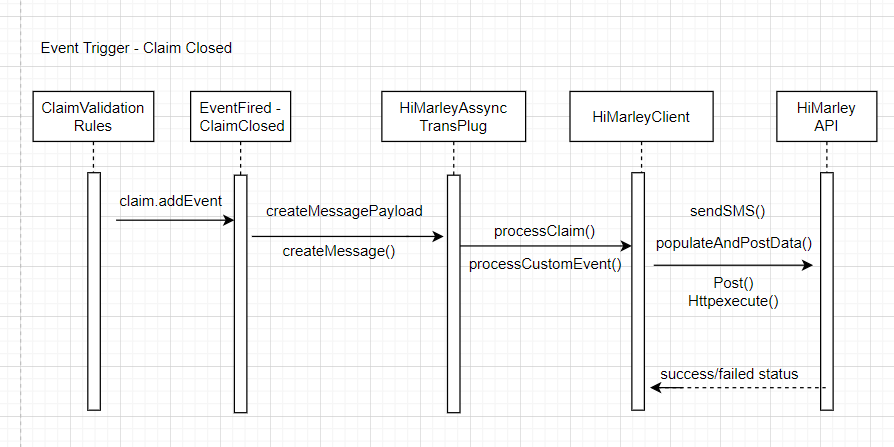 Event Trigger - Claim Closed
ClaimValidation
Rules
EventFired -
ClaimClosed
HiMarleyAssync
TransPlug
HiMarleyClient
HiMarley
API
claim.addEvent
createMessagePayload
createMessage()
processClaim()
processCustomEvent()
sendSMS()
populateAndPostData()
Post()
Httpexecute()
success/failed status